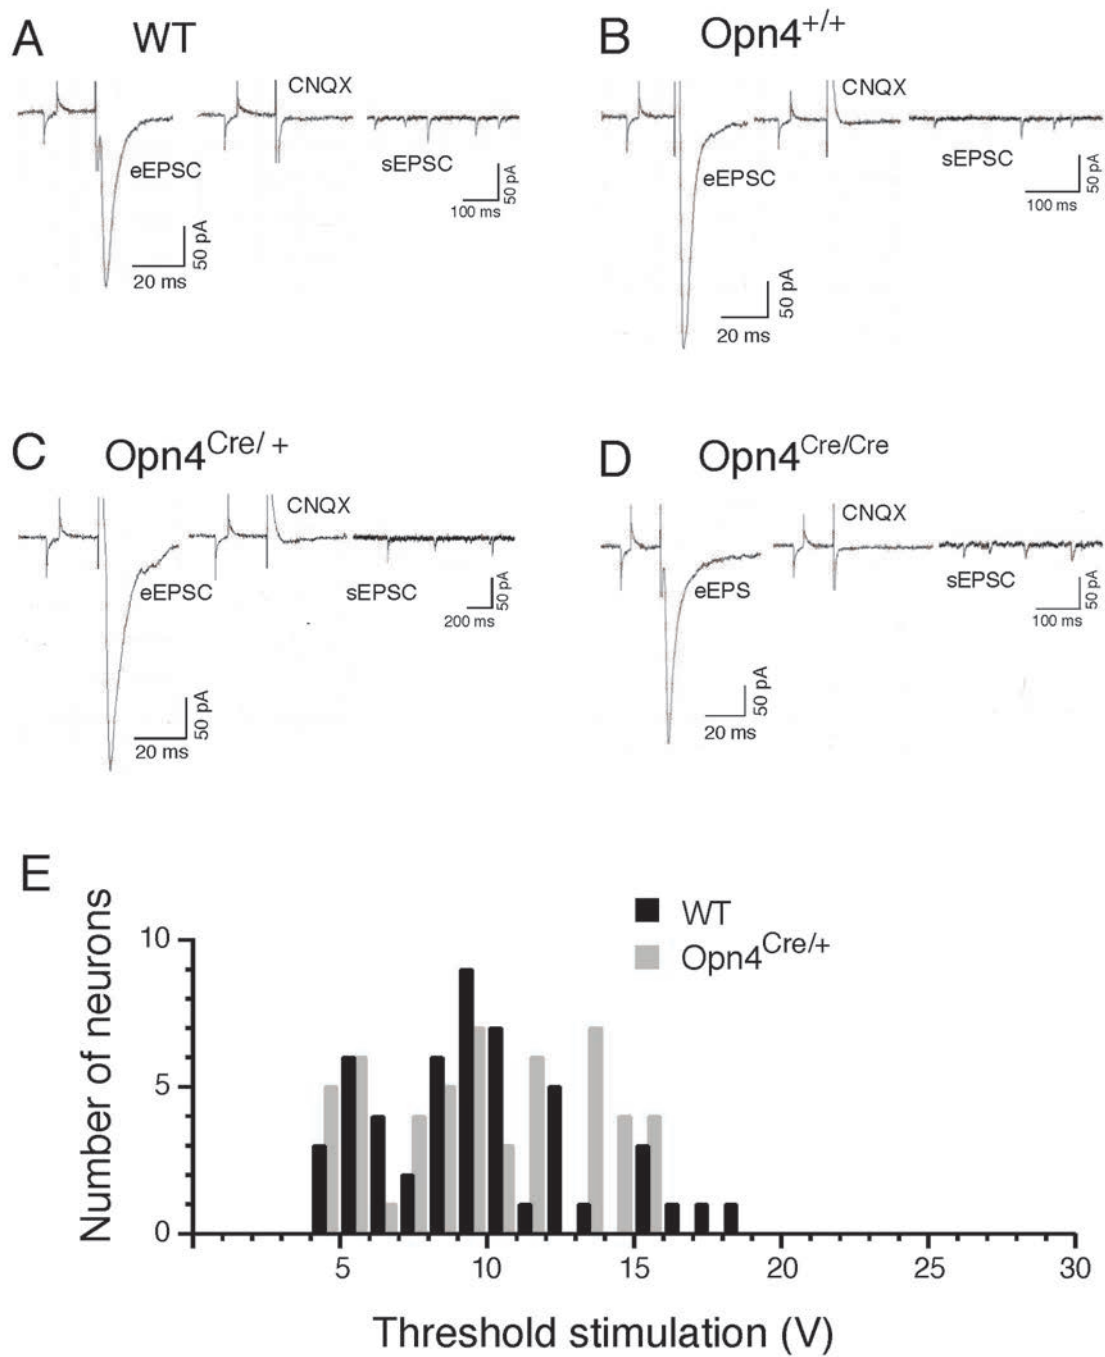 A WT
CNQX
eEPSC
sEPSC
50 pA
100 ms
50 pA
20 ms
B Opn4+/+
CNQX
eEPSC
sEPSC
50 pA
100 ms
50 pA
20 ms
C Opn4Cre/ +
CNQX
eEPSC
sEPSC
50 pA
200 ms
50 pA
20 ms
D Opn4Cre/Cre
CNQX
eEPS
sEPSC
50 pA
100 ms
50 pA
20 ms
E
WT
Opn4Cre/+
Number of neurons
10
5
0
5 10 15 20 25 30
Threshold stimulation (V)